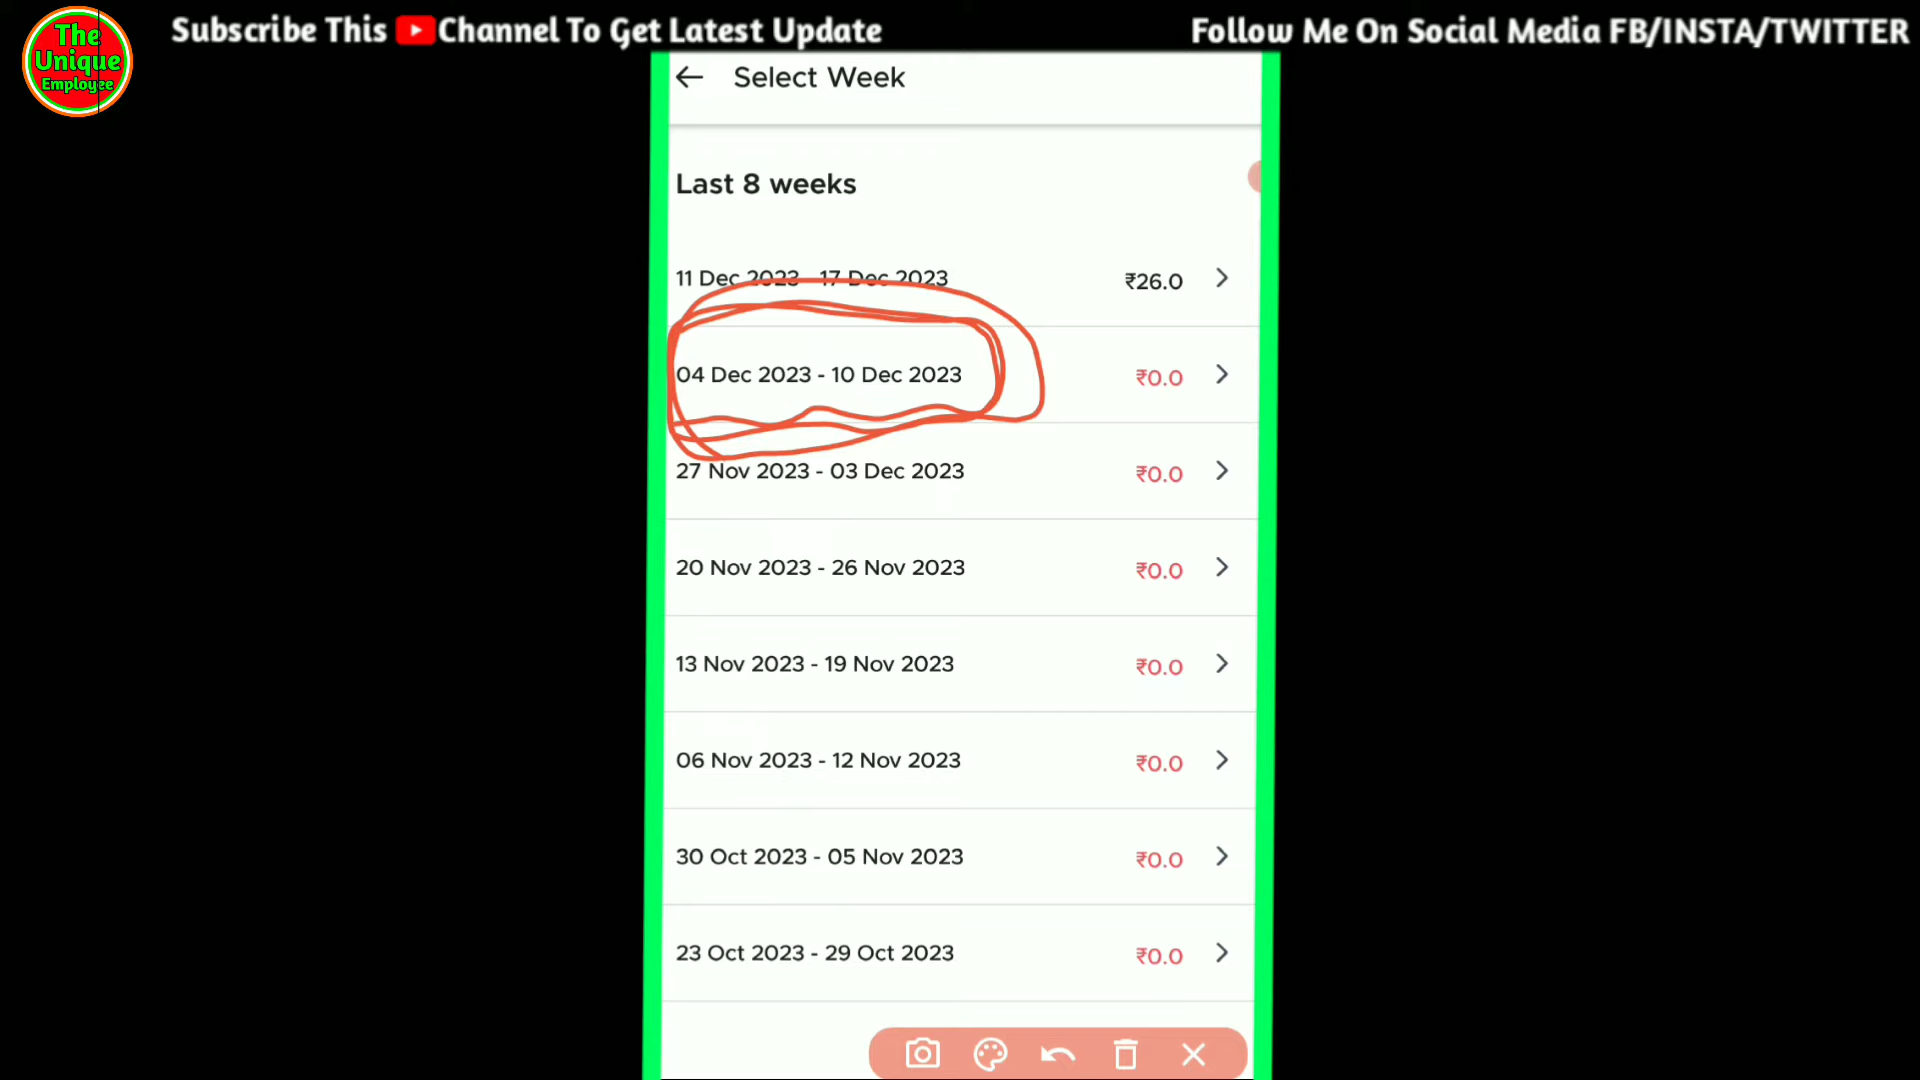 The
Unique
Employee
Subscribe This Channel To Get Latest Update
Follow Me On Social Media FB/INSTA/TWITTER
Select Week
Last 8 weeks
11 Dec 2023 - 17 Dec 2023 ₹26.0
04 Dec 2023 - 10 Dec 2023 ₹0.0
27 Nov 2023 - 03 Dec 2023 ₹0.0
20 Nov 2023 - 26 Nov 2023 ₹0.0
13 Nov 2023 - 19 Nov 2023 ₹0.0
06 Nov 2023 - 12 Nov 2023 ₹0.0
30 Oct 2023 - 05 Nov 2023 ₹0.0
23 Oct 2023 - 29 Oct 2023 ₹0.0